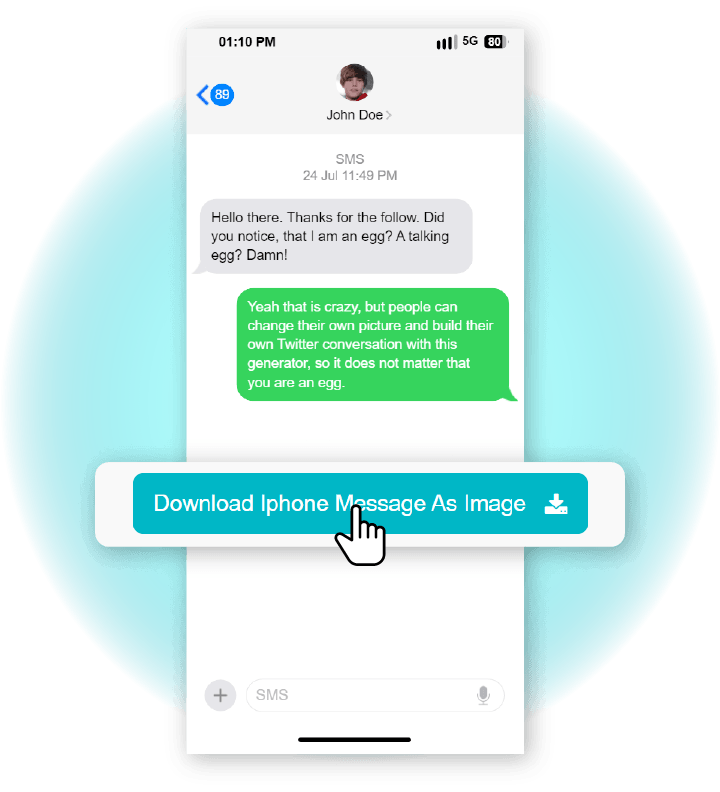 01:10 PM 5G 80
89
John Doe
SMS
24 Jul 11:49 PM
Hello there. Thanks for the follow. Did
you notice, that I am an egg? A talking
egg? Damn!
Yeah that is crazy, but people can
change their own picture and build their
own Twitter conversation with this
generator, so it does not matter that
you are an egg.
Download Iphone Message As Image
SMS